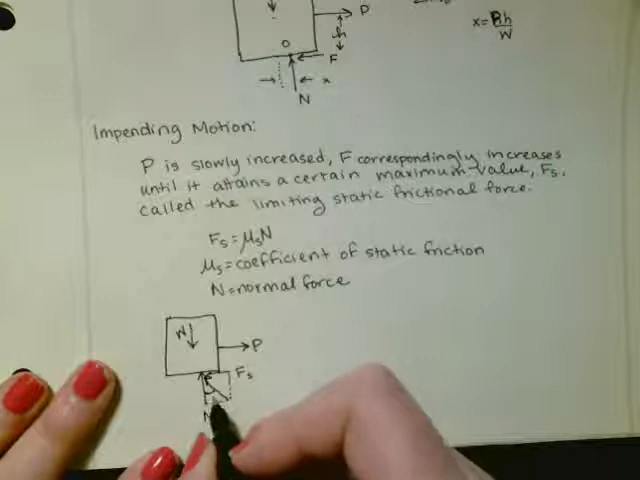 P
h
x = Ph/W
O
F
x
N
Impending Motion:
P is slowly increased, F correspondingly increases
until it attains a certain maximum value, Fs,
called the limiting static frictional force.
Fs = μsN
μs = coefficient of static friction
N = normal force
W
P
Fs
N